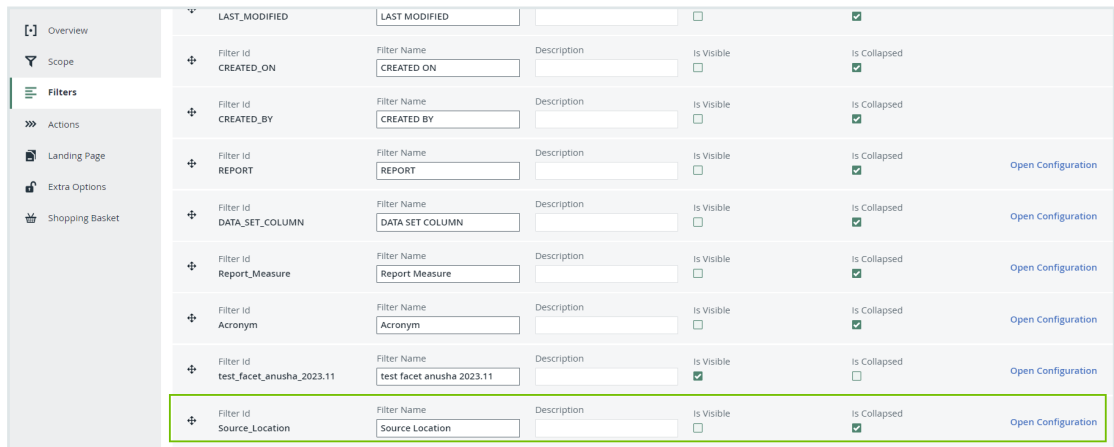 Overview
Scope
Filters
Actions
Landing Page
Extra Options
Shopping Basket
LAST_MODIFIED LAST MODIFIED
Filter Id Filter Name Description Is Visible Is Collapsed
CREATED_ON CREATED ON
Filter Id Filter Name Description Is Visible Is Collapsed
CREATED_BY CREATED BY
Filter Id Filter Name Description Is Visible Is Collapsed
REPORT REPORT Open Configuration
Filter Id Filter Name Description Is Visible Is Collapsed
DATA_SET_COLUMN DATA SET COLUMN Open Configuration
Filter Id Filter Name Description Is Visible Is Collapsed
Report_Measure Report Measure Open Configuration
Filter Id Filter Name Description Is Visible Is Collapsed
Acronym Acronym Open Configuration
Filter Id Filter Name Description Is Visible Is Collapsed
test_facet_anusha_2023.11 test facet anusha 2023.11 Open Configuration
Filter Id Filter Name Description Is Visible Is Collapsed
Source_Location Source Location Open Configuration